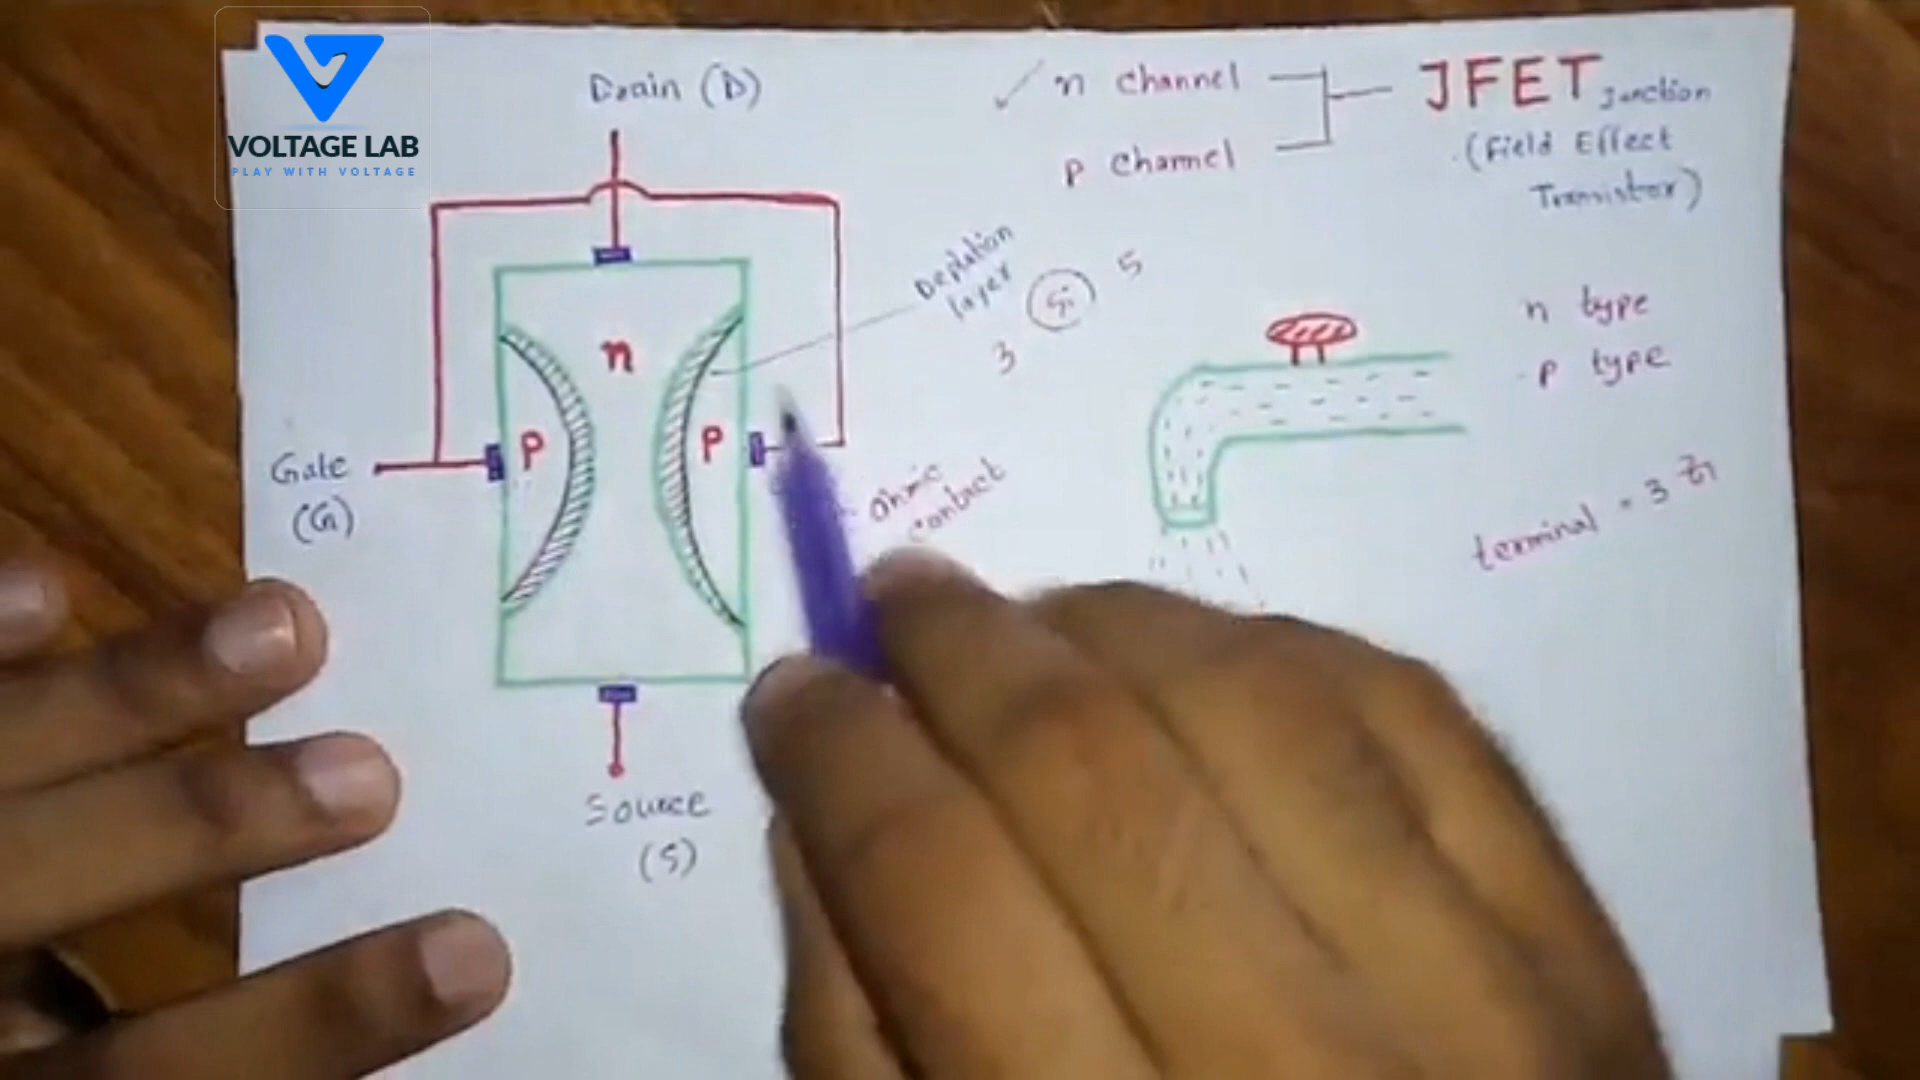 VOLTAGE LAB
PLAY WITH VOLTAGE
Drain (D)
n channel
p channel
JFET junction
(Field Effect
Transistor)
Depletion
layer
3 Si 5
n
p
p
Gate
(G)
Ohmic
contact
Source
(S)
n type
p type
terminal = 3